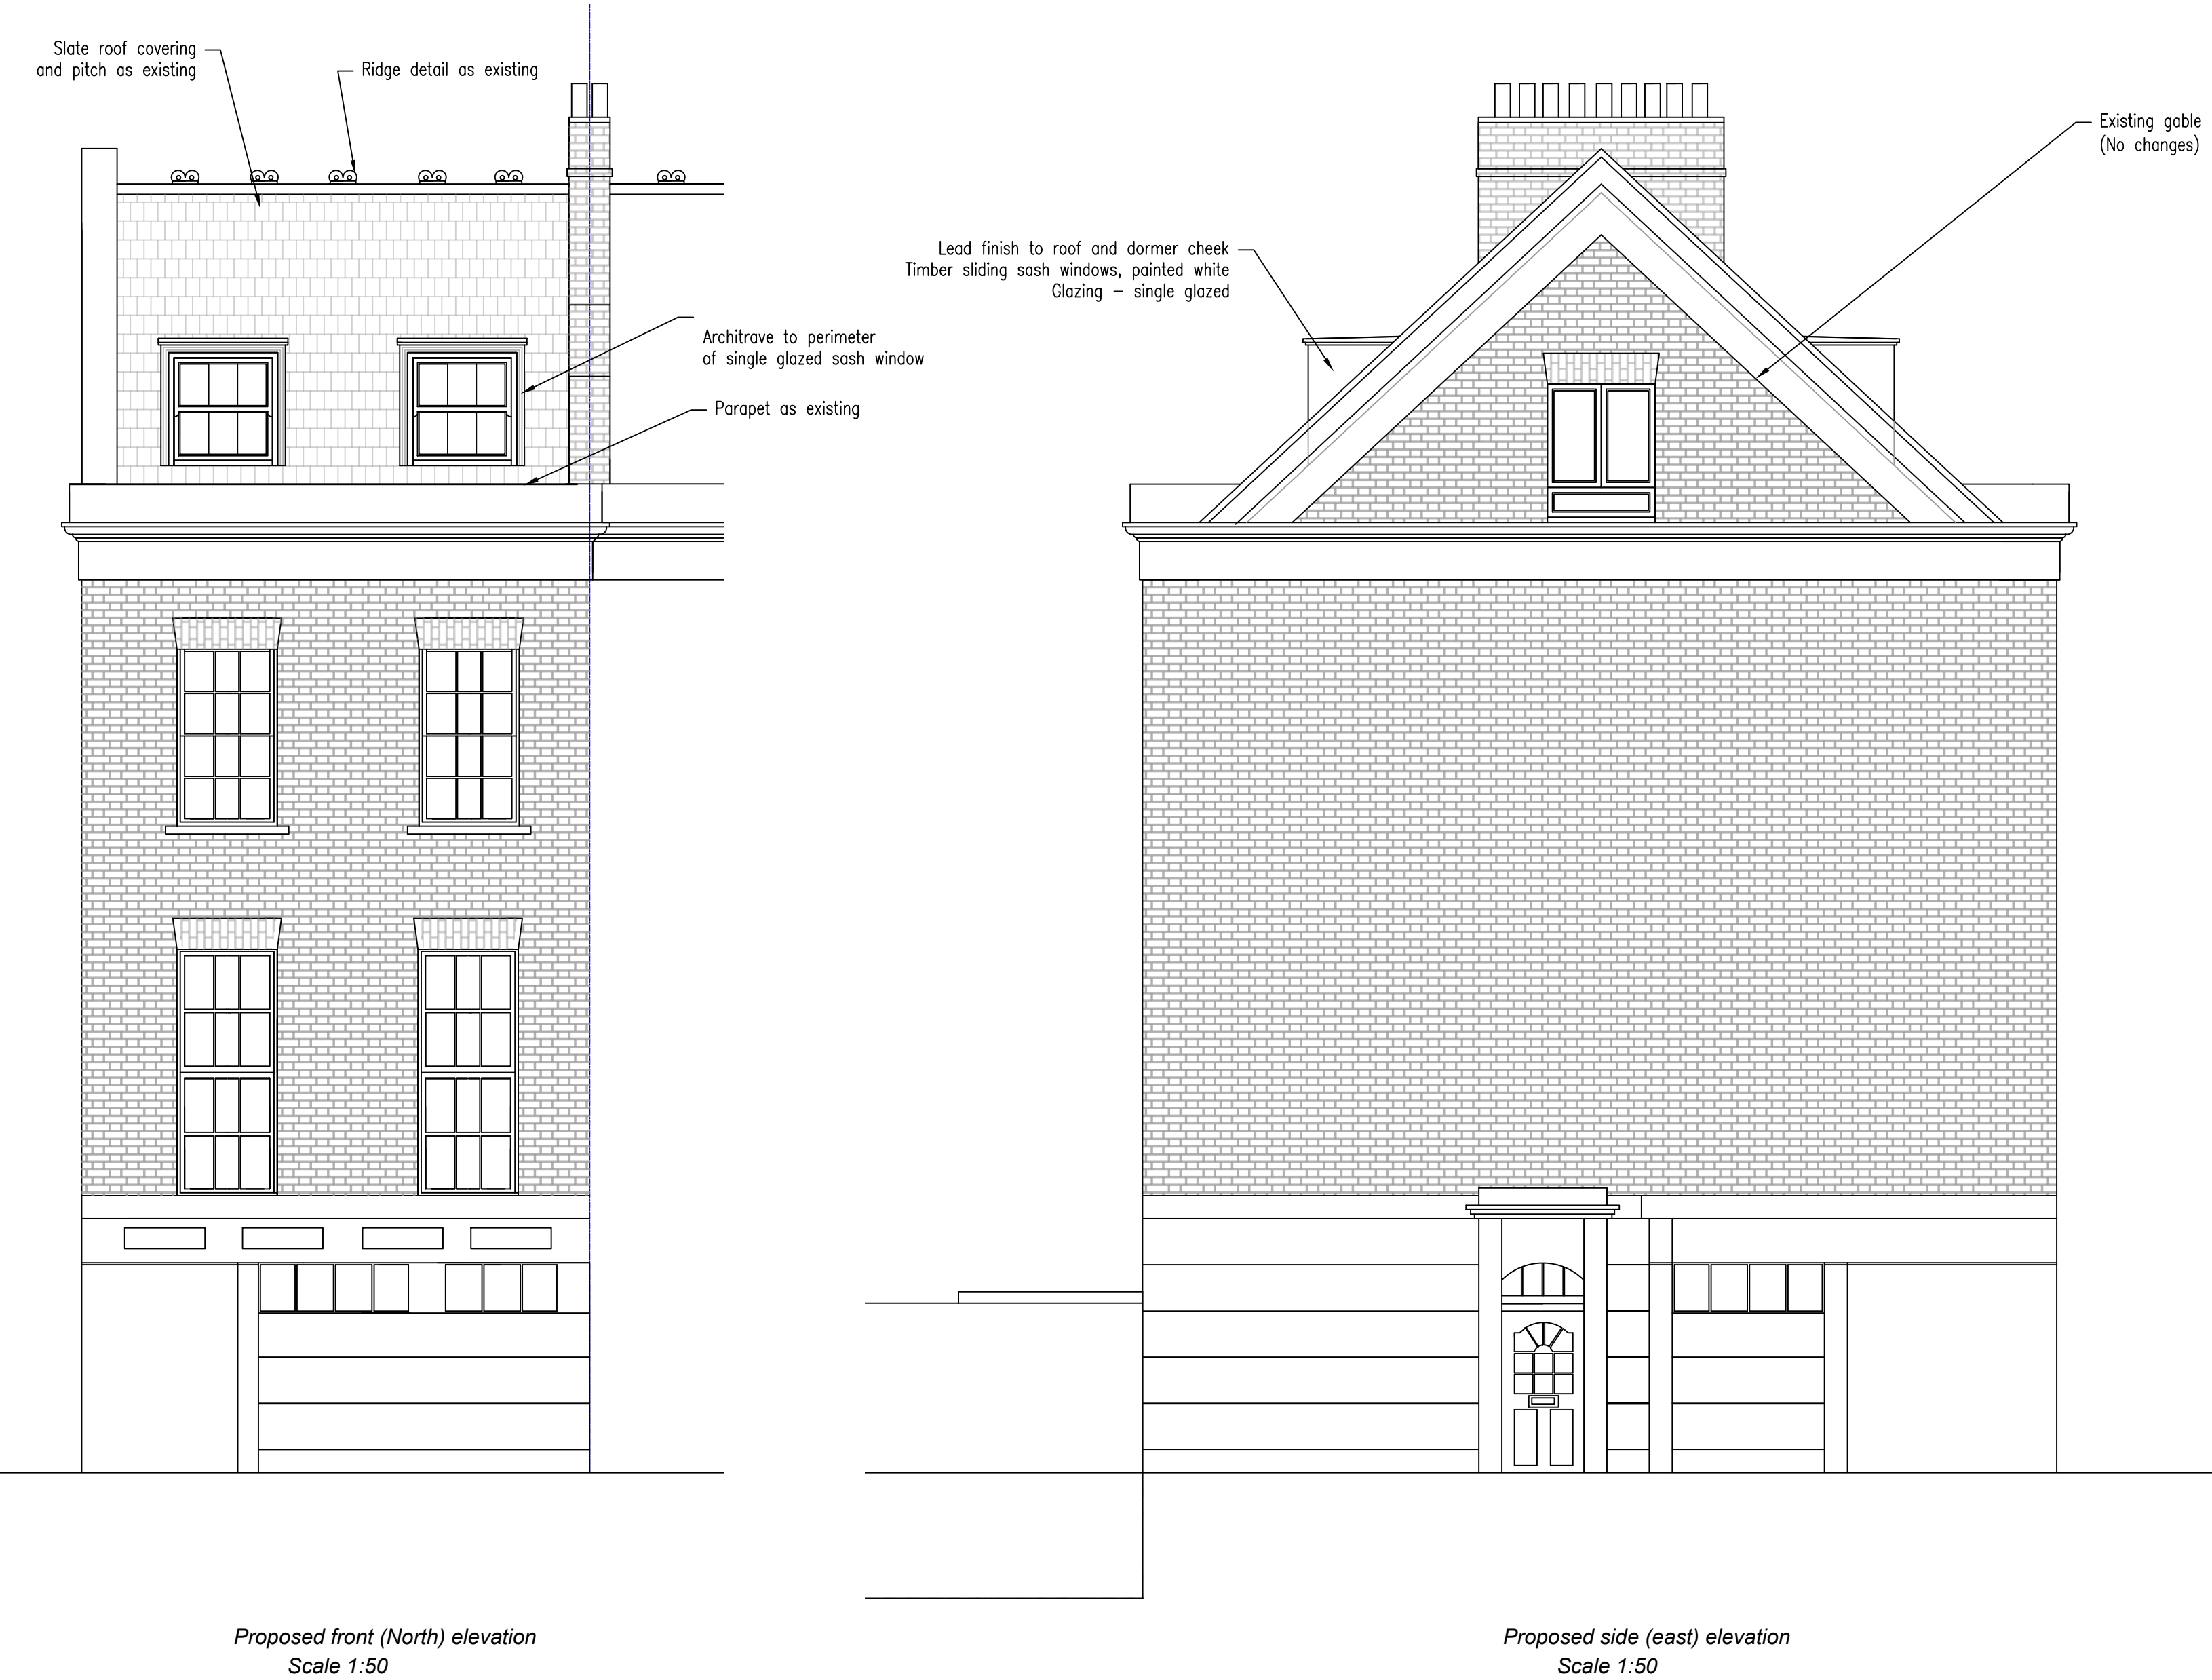 Slate roof covering
and pitch as existing
Ridge detail as existing
Architrave to perimeter
of single glazed sash window
Parapet as existing
Lead finish to roof and dormer cheek
Timber sliding sash windows, painted white
Glazing – single glazed
Existing gable
(No changes)
Proposed front (North) elevation
Scale 1:50
Proposed side (east) elevation
Scale 1:50